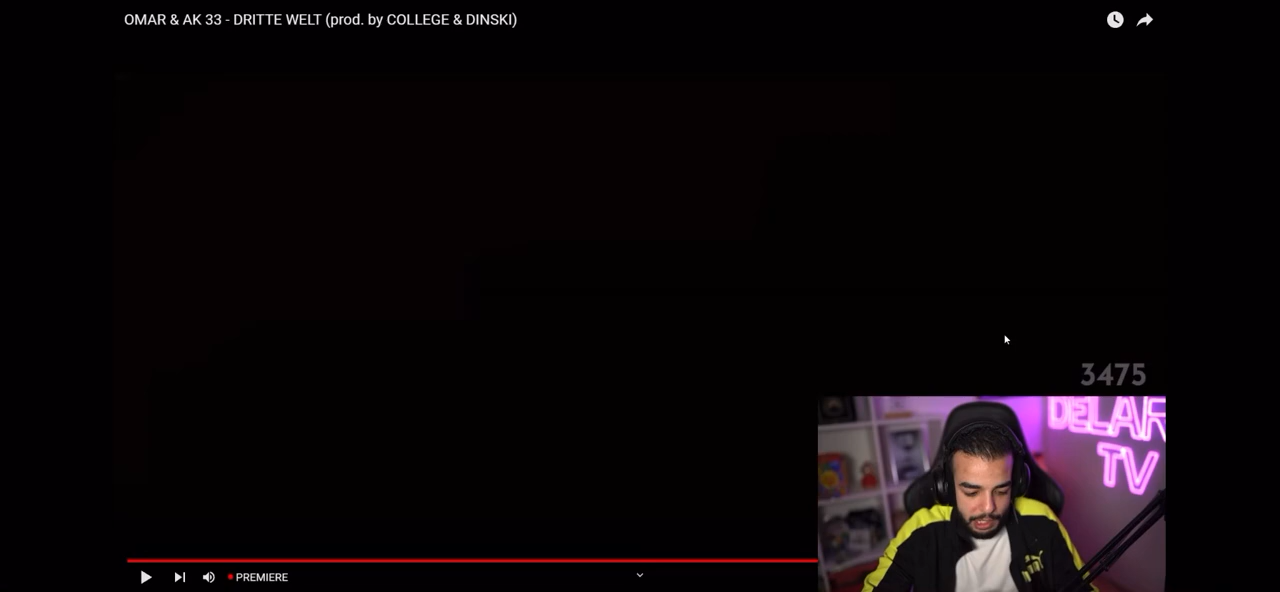 OMAR & AK 33 - DRITTE WELT (prod. by COLLEGE & DINSKI)
3475
DELAR
TV
PREMIERE